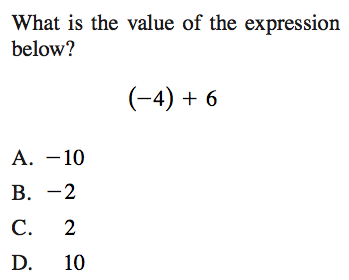 What is the value of the expression
below?
(−4) + 6
A. −10
B. −2
C. 2
D. 10